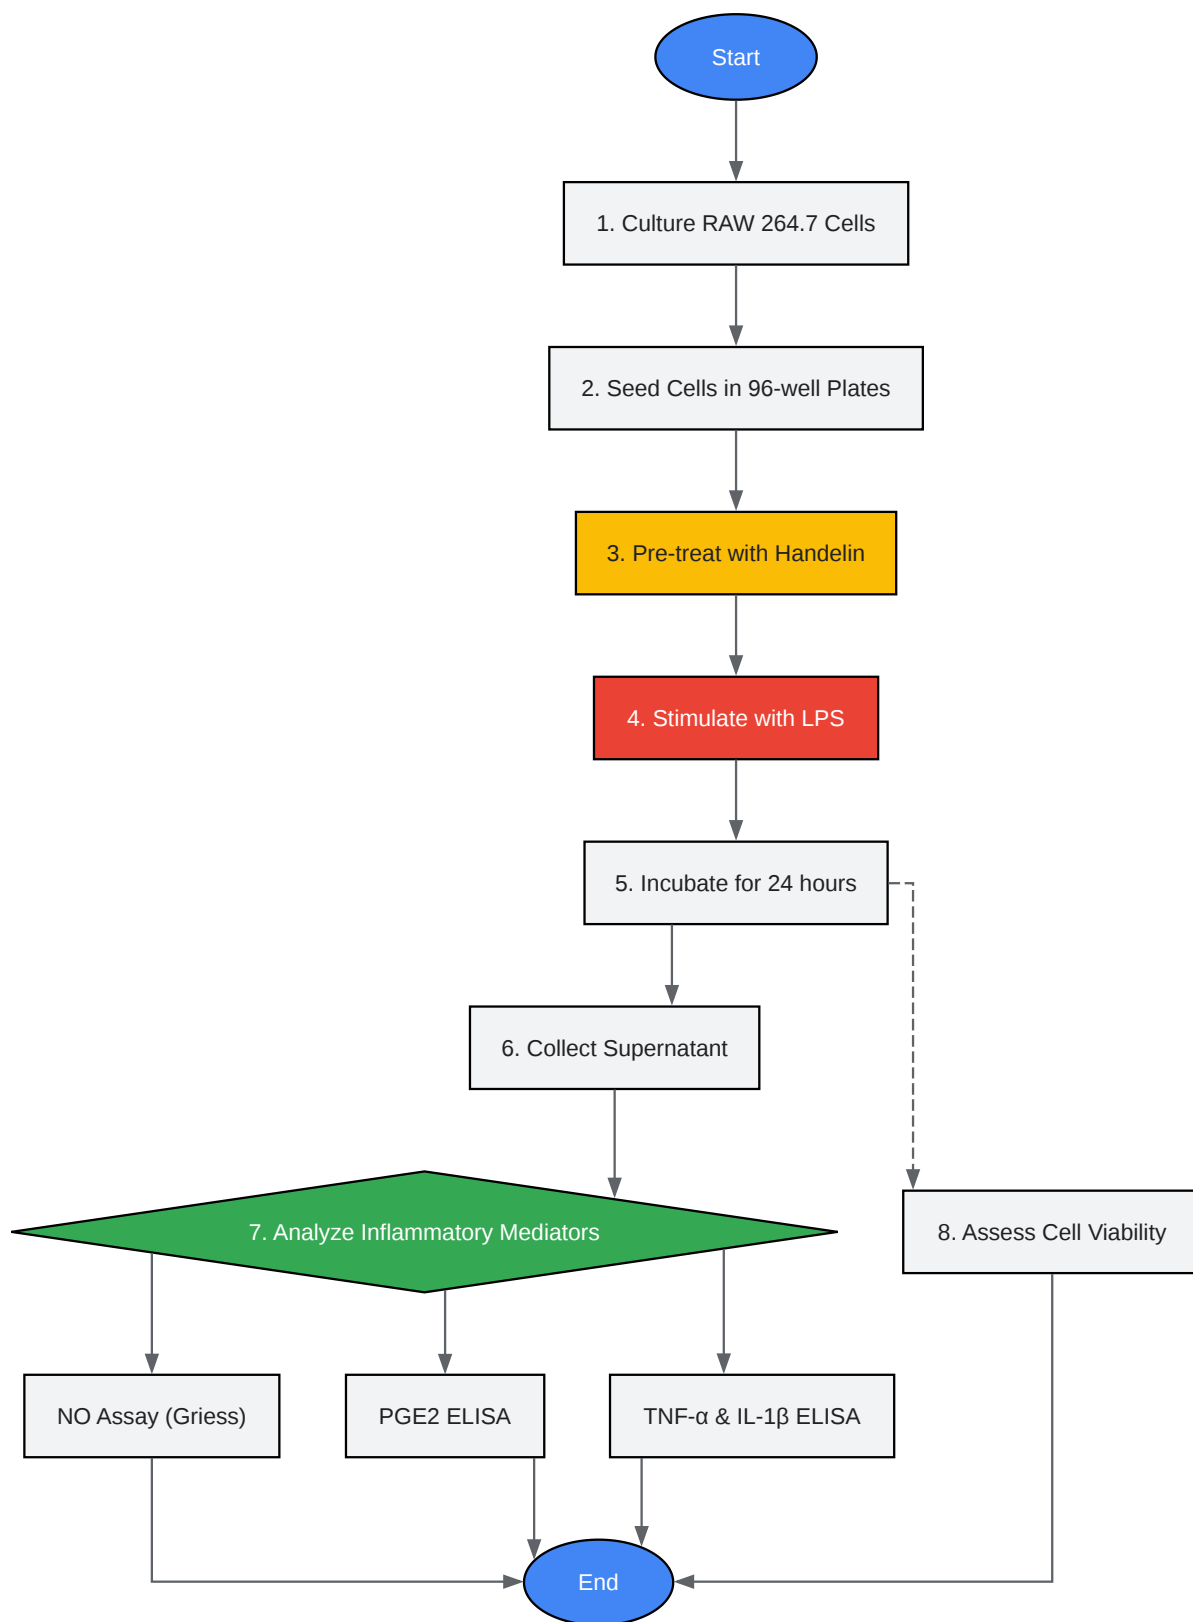 Start
1. Culture RAW 264.7 Cells
2. Seed Cells in 96-well Plates
3. Pre-treat with Handelin
4. Stimulate with LPS
5. Incubate for 24 hours
6. Collect Supernatant
7. Analyze Inflammatory Mediators
8. Assess Cell Viability
NO Assay (Griess)
PGE2 ELISA
TNF-α & IL-1β ELISA
End